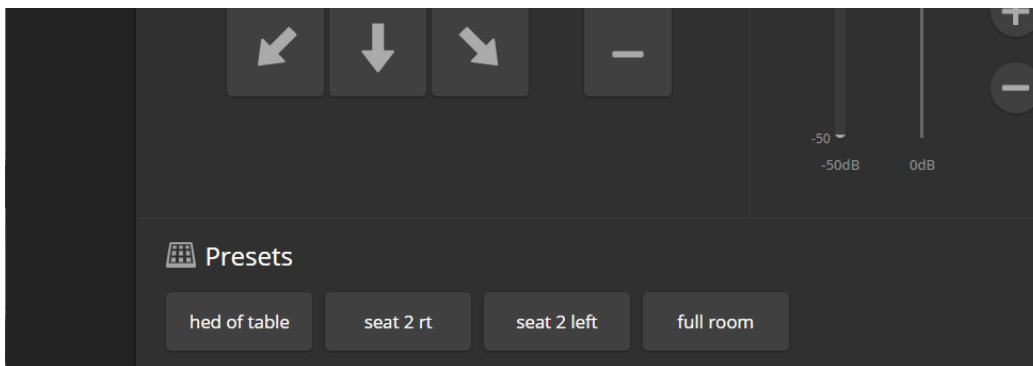 -50
-50dB 0dB
Presets
hed of table seat 2 rt seat 2 left full room